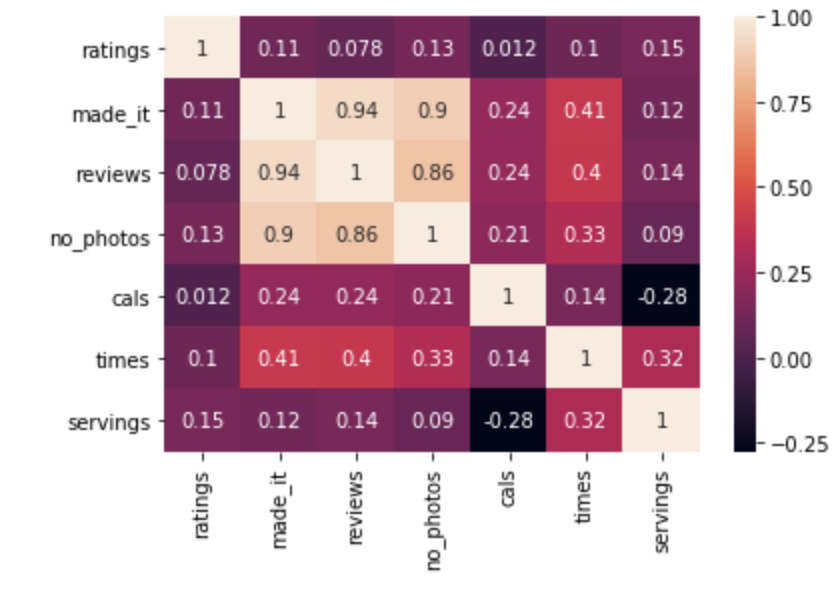 ratings 1 0.11 0.078 0.13 0.012 0.1 0.15
made_it 0.11 1 0.94 0.9 0.24 0.41 0.12
reviews 0.078 0.94 1 0.86 0.24 0.4 0.14
no_photos 0.13 0.9 0.86 1 0.21 0.33 0.09
cals 0.012 0.24 0.24 0.21 1 0.14 -0.28
times 0.1 0.41 0.4 0.33 0.14 1 0.32
servings 0.15 0.12 0.14 0.09 -0.28 0.32 1
ratings
made_it
reviews
no_photos
cals
times
servings
1.00
0.75
0.50
0.25
0.00
−0.25